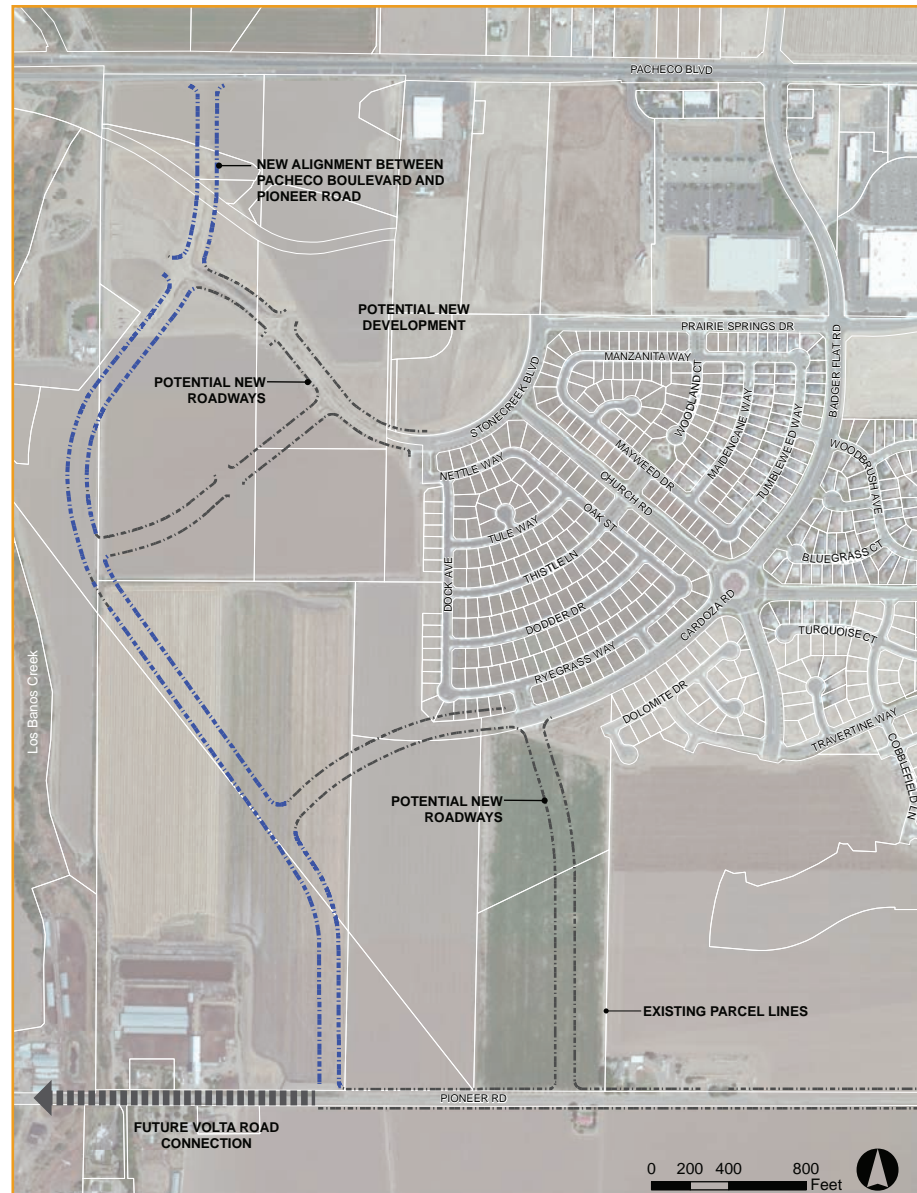 PACHECO BLVD
NEW ALIGNMENT BETWEEN
PACHECO BOULEVARD AND
PIONEER ROAD
POTENTIAL NEW
DEVELOPMENT
PRAIRIE SPRINGS DR
MANZANITA WAY
STONECREEK BLVD
WOODLAND CT
BADGER FLAT RD
POTENTIAL NEW
ROADWAYS
MAIDENCANE WAY
TUMBLEWEED WAY
MAYWEED DR
NETTLE WAY
CHURCH RD
WOODBRUSH AVE
OAK ST
TULE WAY
THISTLE LN
BLUEGRASS CT
DOCK AVE
DODDER DR
CARDOZA RD
TURQUOISE CT
RYEGRASS WAY
DOLOMITE DR
TRAVERTINE WAY
COBBLEFIELD LN
Los Banos Creek
POTENTIAL NEW
ROADWAYS
EXISTING PARCEL LINES
PIONEER RD
FUTURE VOLTA ROAD
CONNECTION
0 200 400 800
Feet